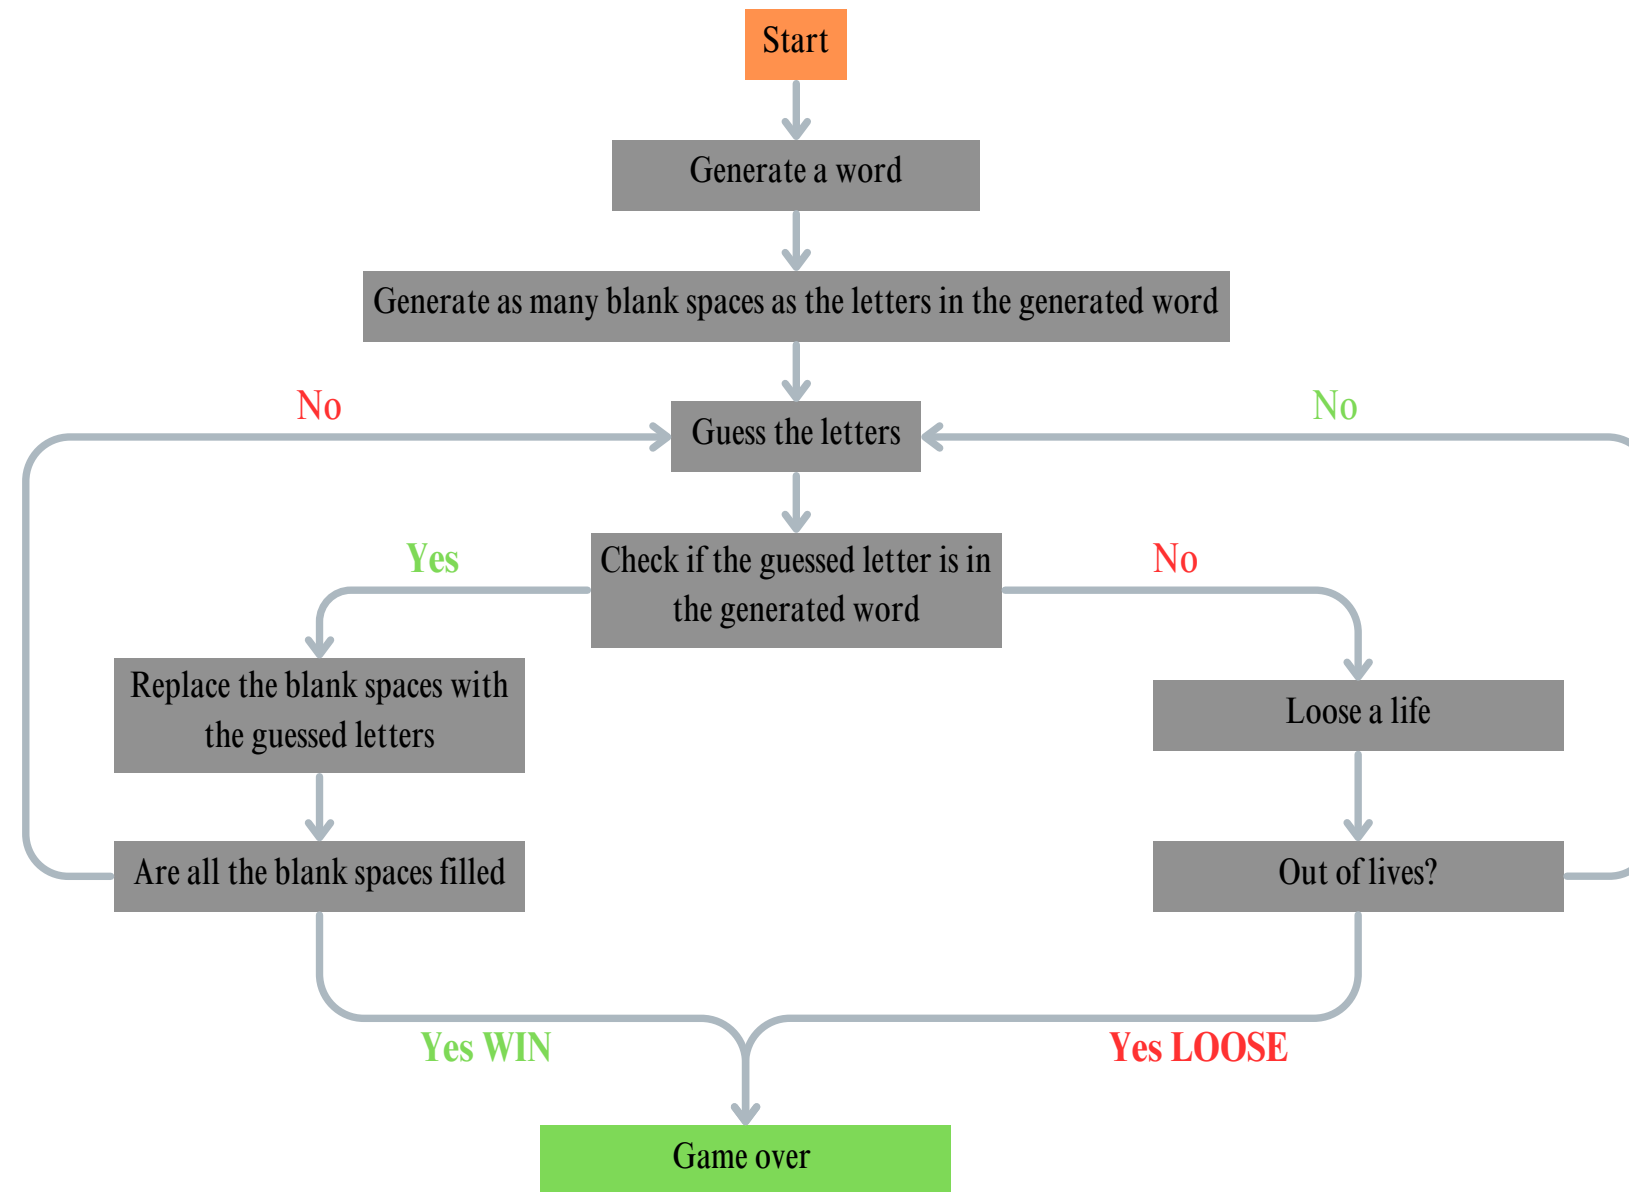 Start
Generate a word
Generate as many blank spaces as the letters in the generated word
No
No
Guess the letters
Yes
Check if the guessed letter is in
the generated word
No
Replace the blank spaces with
the guessed letters
Loose a life
Are all the blank spaces filled
Out of lives?
Yes WIN
Yes LOOSE
Game over